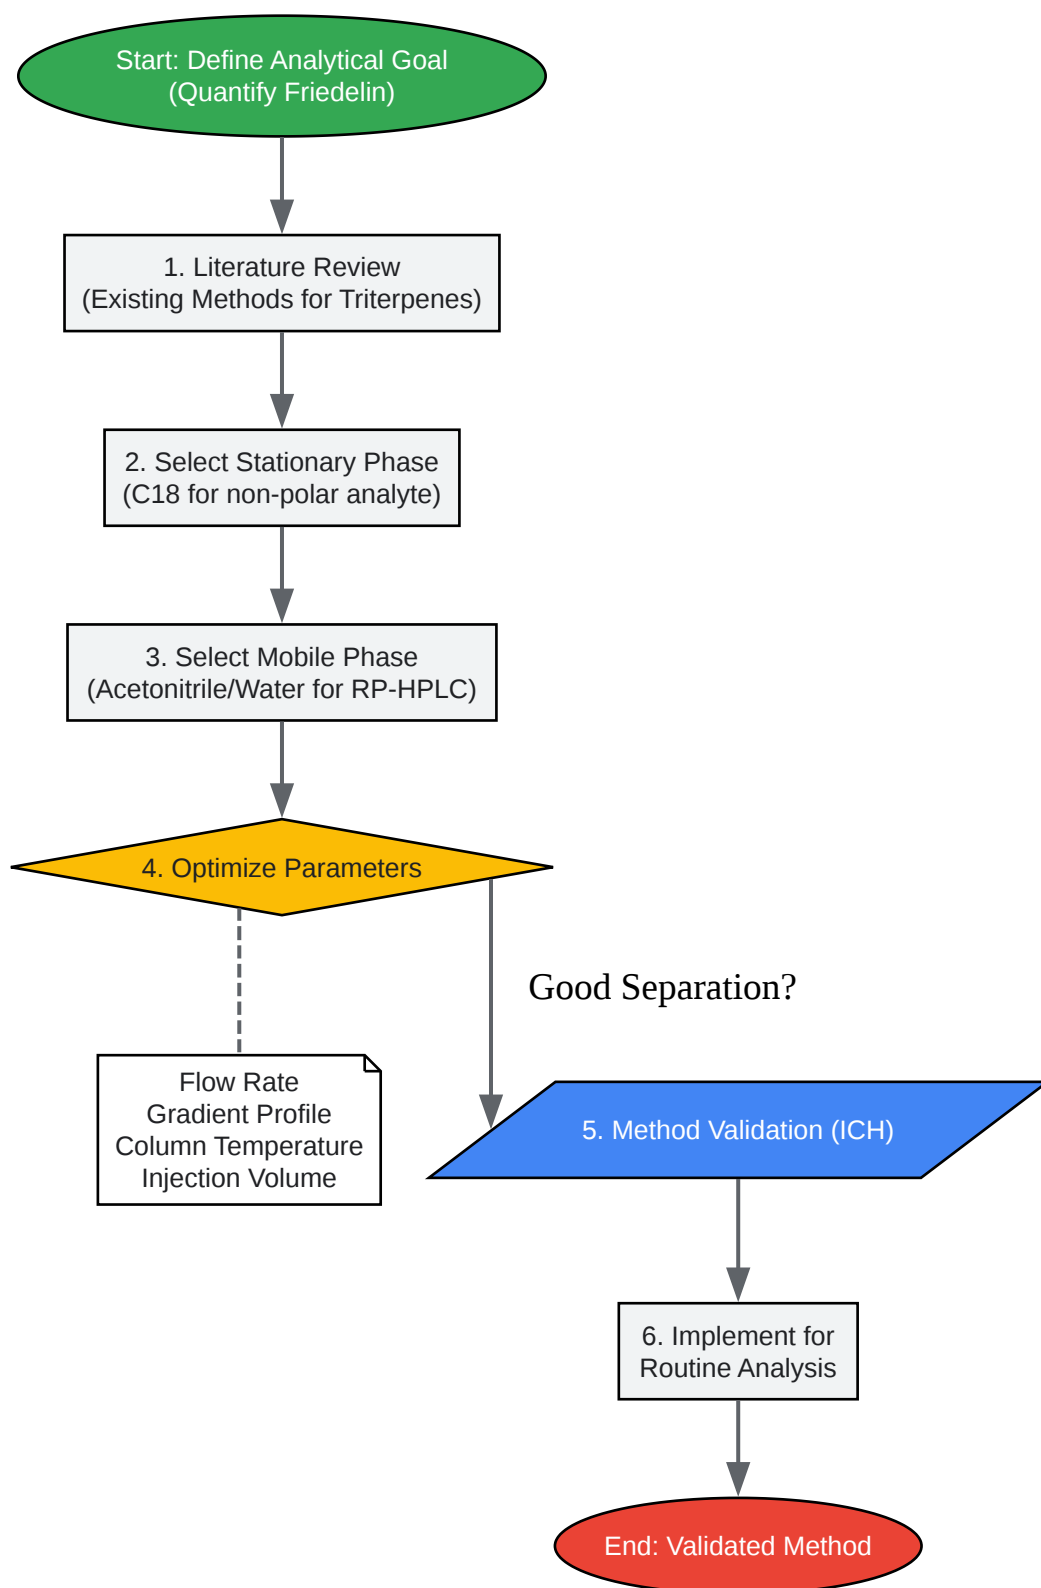 Start: Define Analytical Goal
(Quantify Friedelin)
1. Literature Review
(Existing Methods for Triterpenes)
2. Select Stationary Phase
(C18 for non-polar analyte)
3. Select Mobile Phase
(Acetonitrile/Water for RP-HPLC)
4. Optimize Parameters
Good Separation?
Flow Rate
Gradient Profile
Column Temperature
Injection Volume
5. Method Validation (ICH)
6. Implement for
Routine Analysis
End: Validated Method